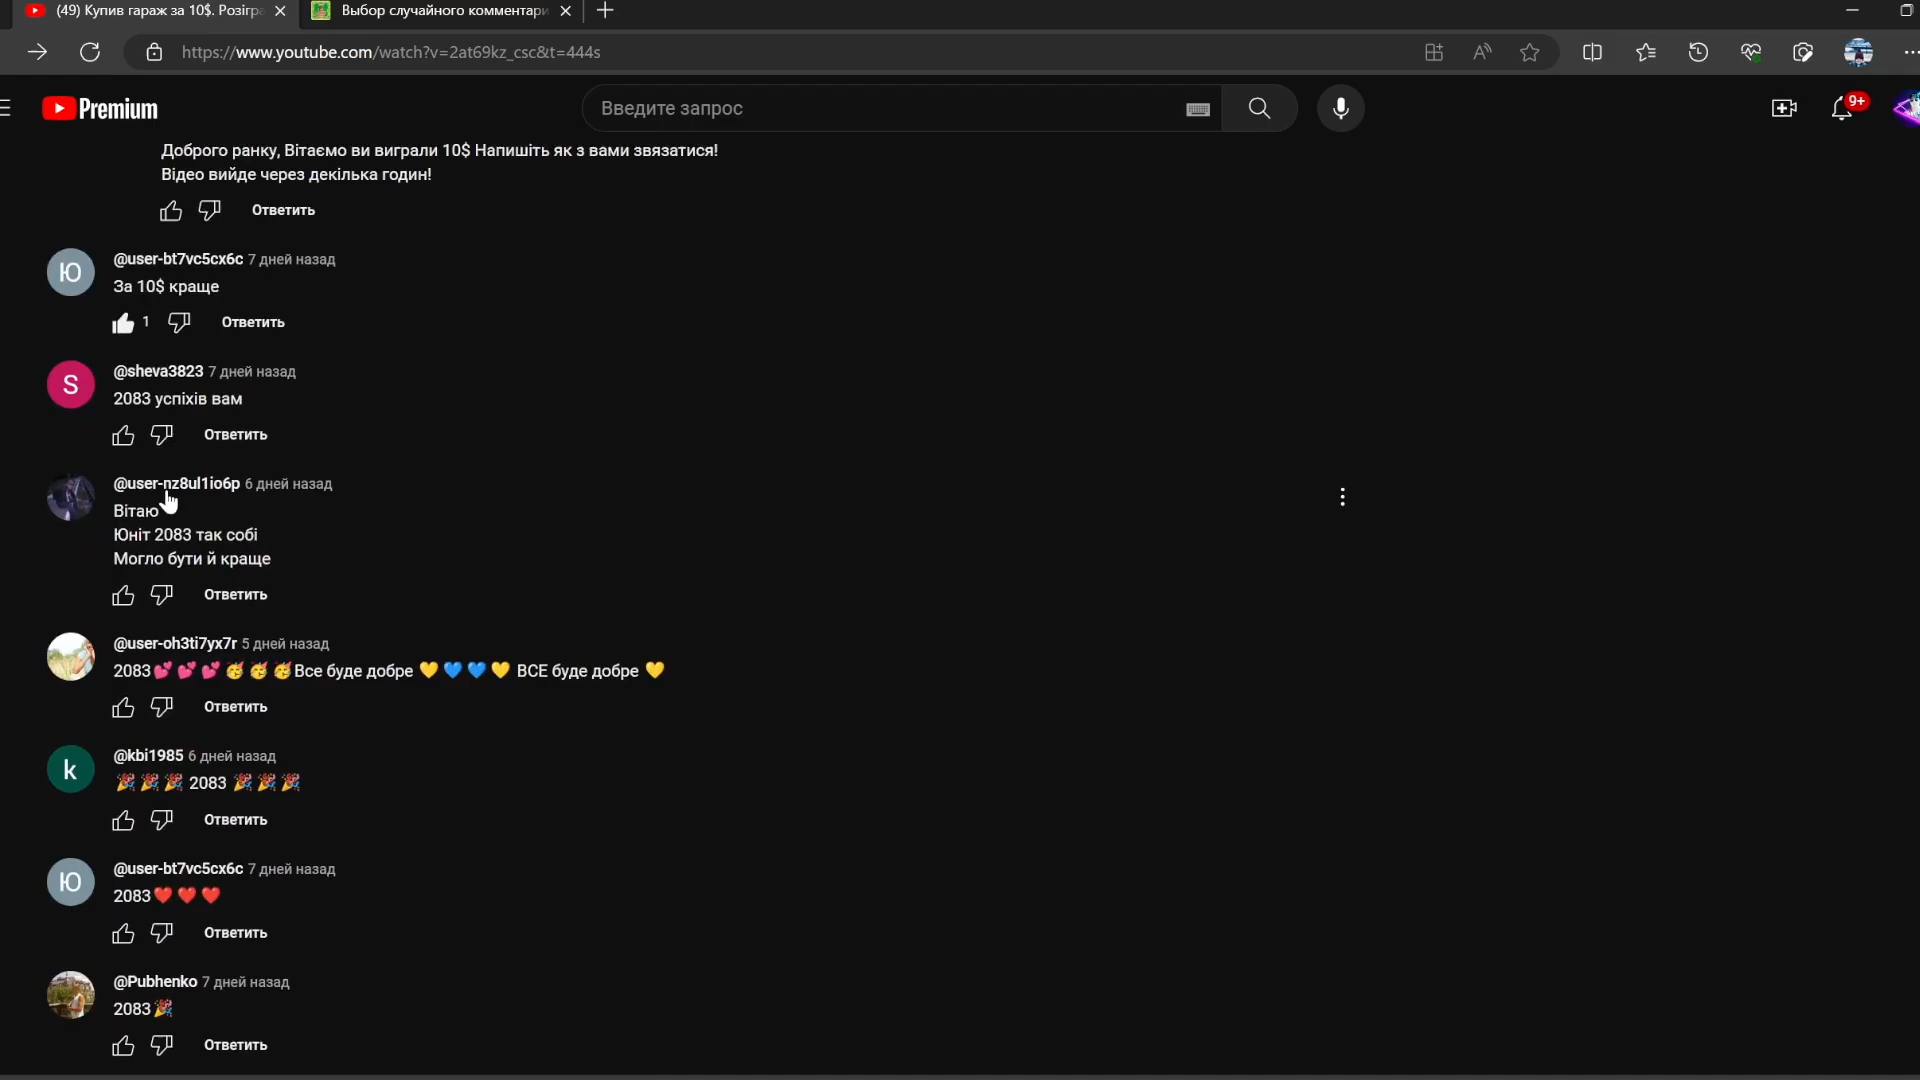 (49) Купив гараж за 10$. Розігр
Выбор случайного комментари
https://www.youtube.com/watch?v=2at69kz_csc&t=444s
Premium
Введите запрос
9+
Доброго ранку, Вітаємо ви виграли 10$ Напишіть як з вами звязатися!
Відео вийде через декілька годин!
Ответить
Ю
@user-bt7vc5cx6c 7 дней назад
За 10$ краще
1
Ответить
S
@sheva3823 7 дней назад
2083 успіхів вам
Ответить
@user-nz8ul1io6p 6 дней назад
Вітаю
Юніт 2083 так собі
Могло бути й краще
Ответить
@user-oh3ti7yx7r 5 дней назад
2083💕💕💕🥳🥳🥳Все буде добре 💛💙💙💛 ВСЕ буде добре 💛
Ответить
k
@kbi1985 6 дней назад
🎉🎉🎉 2083 🎉🎉🎉
Ответить
Ю
@user-bt7vc5cx6c 7 дней назад
2083❤️❤️❤️
Ответить
@Pubhenko 7 дней назад
2083🎉
Ответить